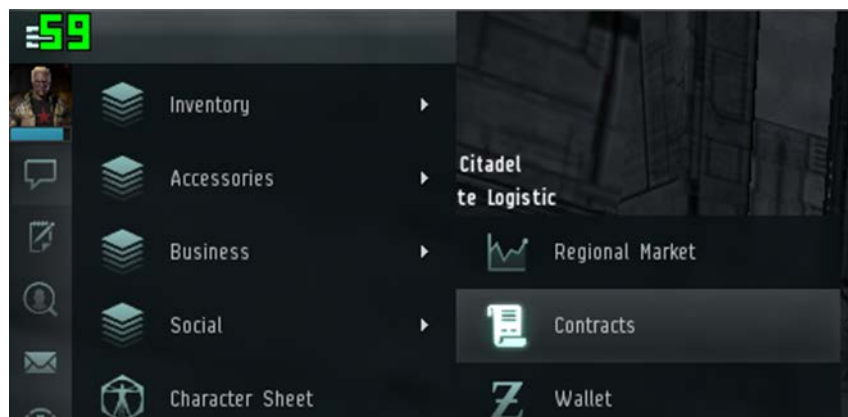 59
Inventory
Accessories
Business
Social
Character Sheet
Citadel
te Logistic
Regional Market
Contracts
Wallet